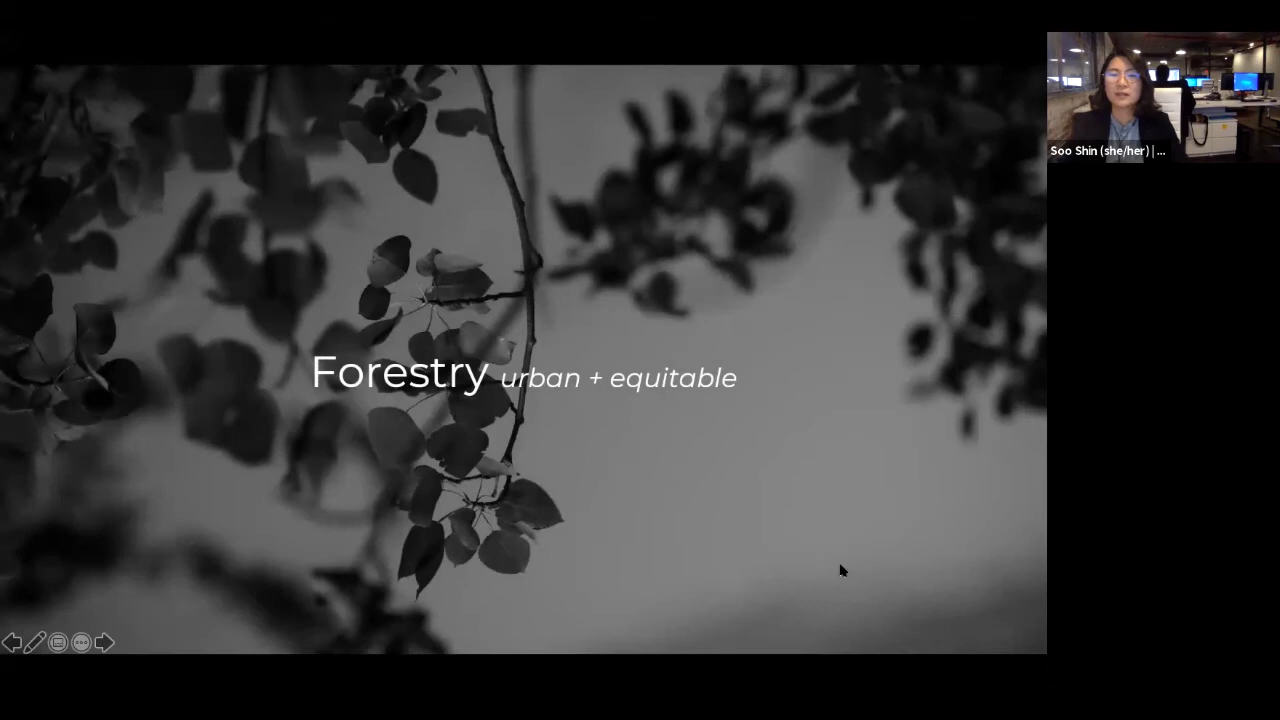 Forestry urban + equitable
Soo Shin (she/her) | ...